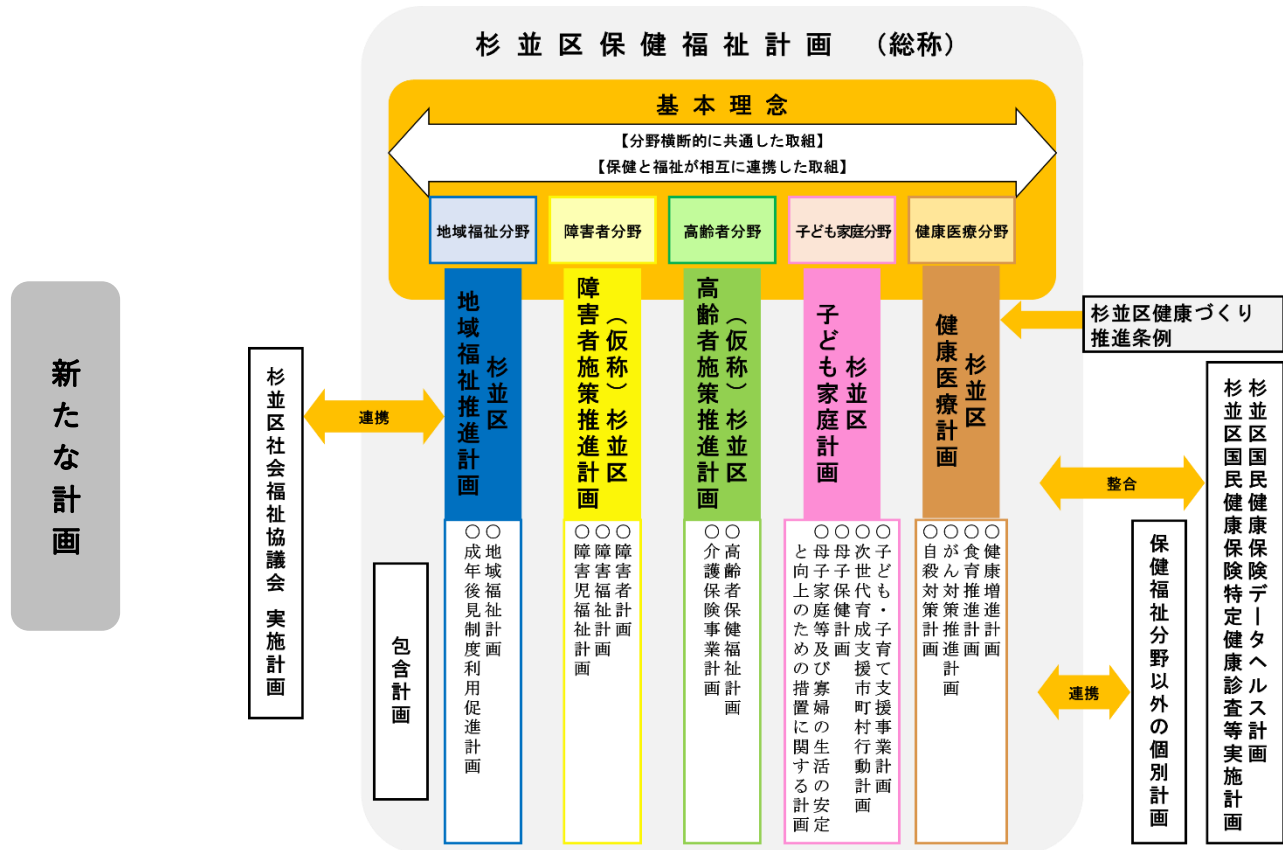 新たな計画
杉並区保健福祉計画 （総称）
基本理念
【分野横断的に共通した取組】
【保健と福祉が相互に連携した取組】
地域福祉分野
障害者分野
高齢者分野
子ども家庭分野
健康医療分野
杉並区
地域福祉推進計画
（仮称）杉並区
障害者施策推進計画
（仮称）杉並区
高齢者施策推進計画
杉並区
子ども家庭計画
杉並区
健康医療計画
杉並区健康づくり
推進条例
杉並区社会福祉協議会 実施計画
連携
包含計画
○地域福祉計画
○成年後見制度利用促進計画
○障害者計画
○障害福祉計画
○障害児福祉計画
○高齢者保健福祉計画
○介護保険事業計画
○子ども・子育て支援事業計画
○次世代育成支援市町村行動計画
○母子保健計画
○母子家庭等及び寡婦の生活の安定
と向上のための措置に関する計画
○健康増進計画
○食育推進計画
○がん対策推進計画
○自殺対策計画
整合
杉並区国民健康保険データヘルス計画
杉並区国民健康保険特定健康診査等実施計画
連携
保健福祉分野以外の個別計画